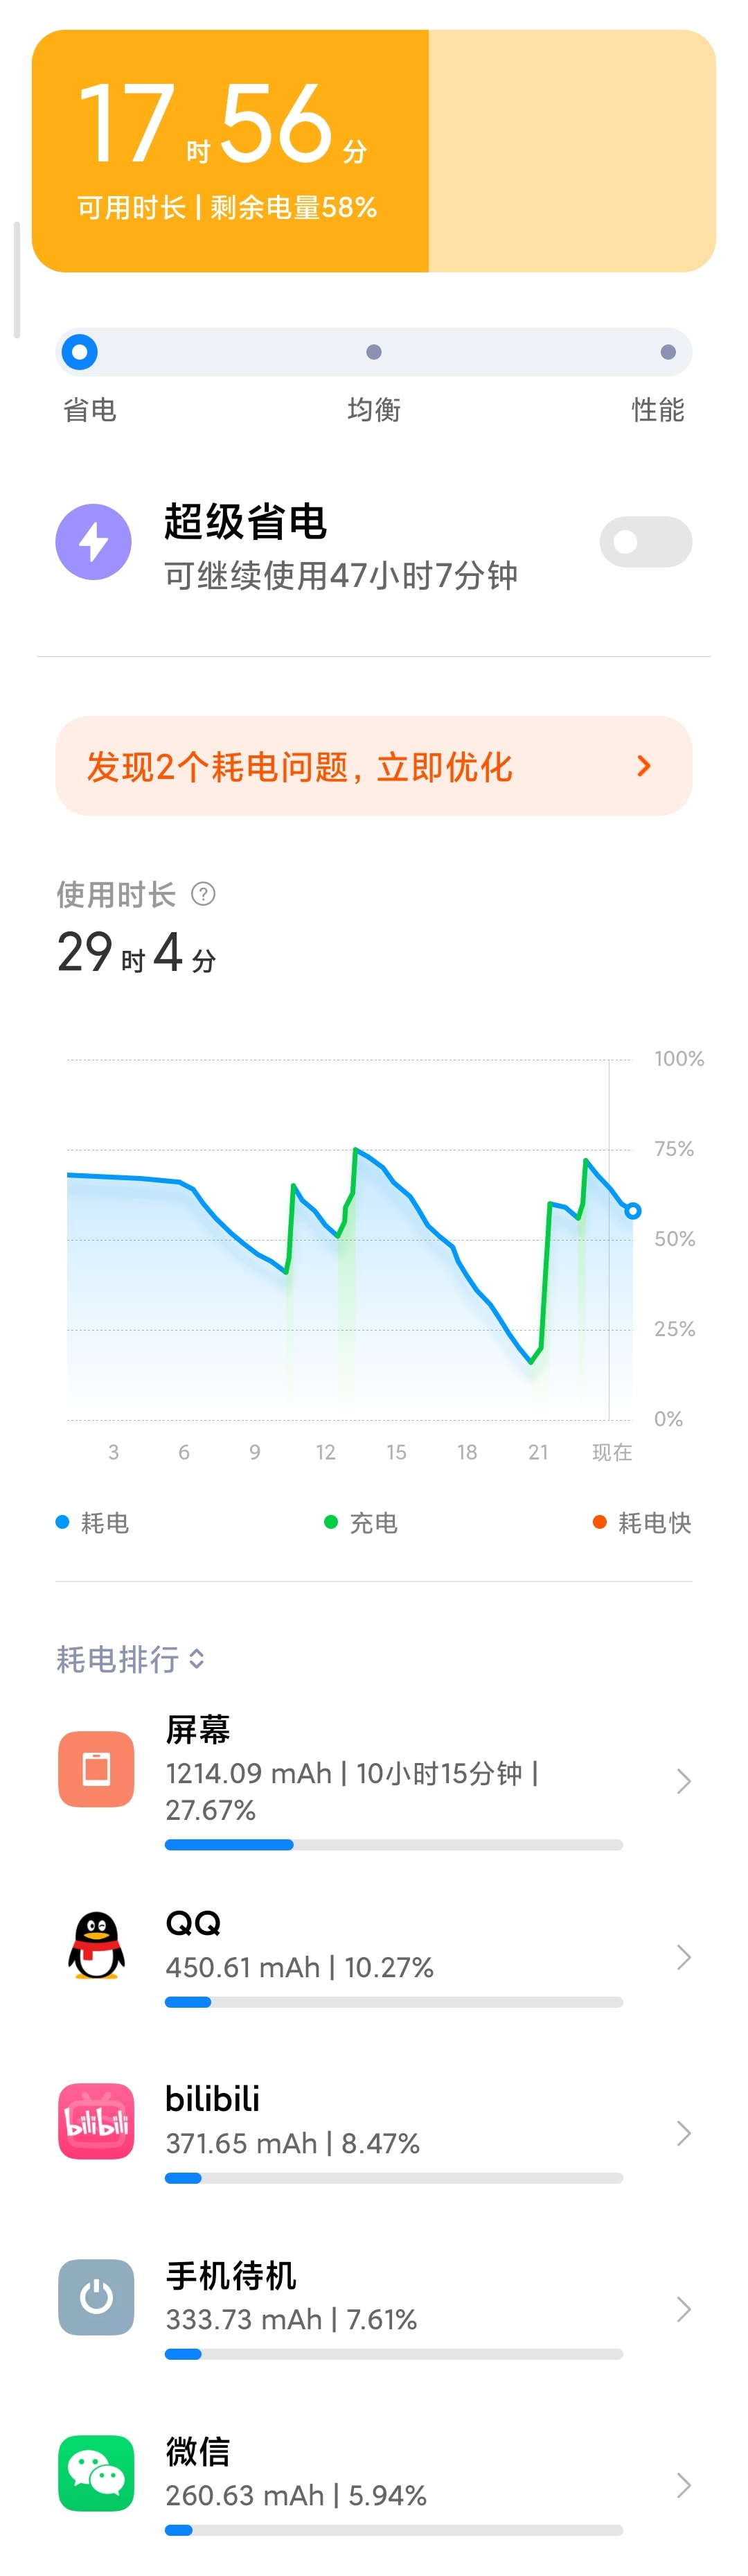 17时56分
可用时长 | 剩余电量58%
省电 均衡 性能
超级省电
可继续使用47小时7分钟
发现2个耗电问题，立即优化
使用时长 ?
29时4分
100%
75%
50%
25%
0%
3 6 9 12 15 18 21 现在
耗电 充电 耗电快
耗电排行
屏幕
1214.09 mAh | 10小时15分钟 |
27.67%
QQ
450.61 mAh | 10.27%
bilibili
bilibili
371.65 mAh | 8.47%
手机待机
333.73 mAh | 7.61%
微信
260.63 mAh | 5.94%